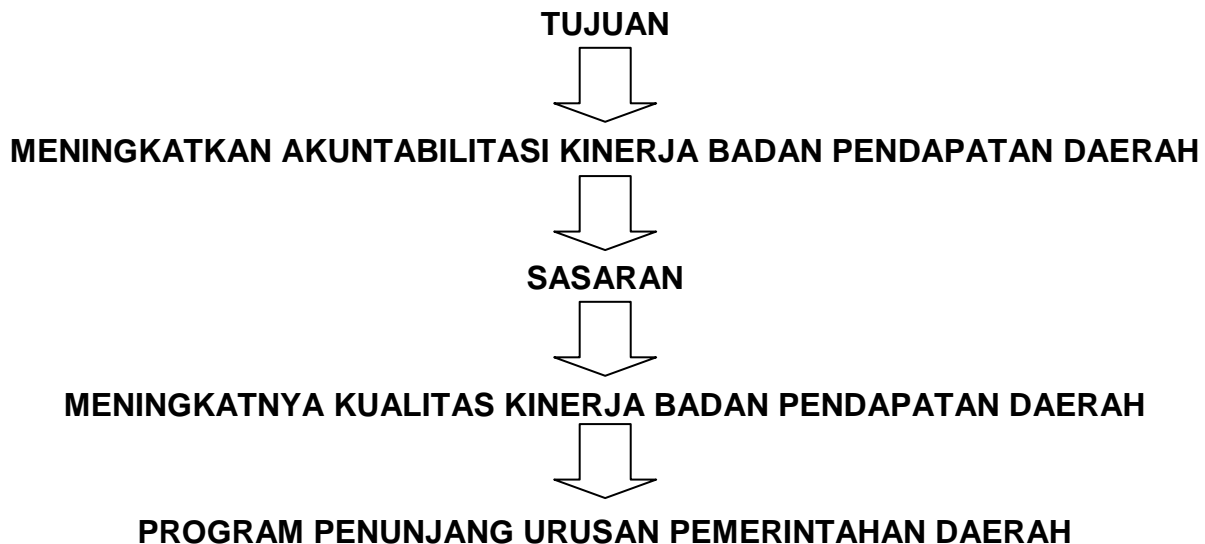 TUJUAN
MENINGKATKAN AKUNTABILITASI KINERJA BADAN PENDAPATAN DAERAH
SASARAN
MENINGKATNYA KUALITAS KINERJA BADAN PENDAPATAN DAERAH
PROGRAM PENUNJANG URUSAN PEMERINTAHAN DAERAH